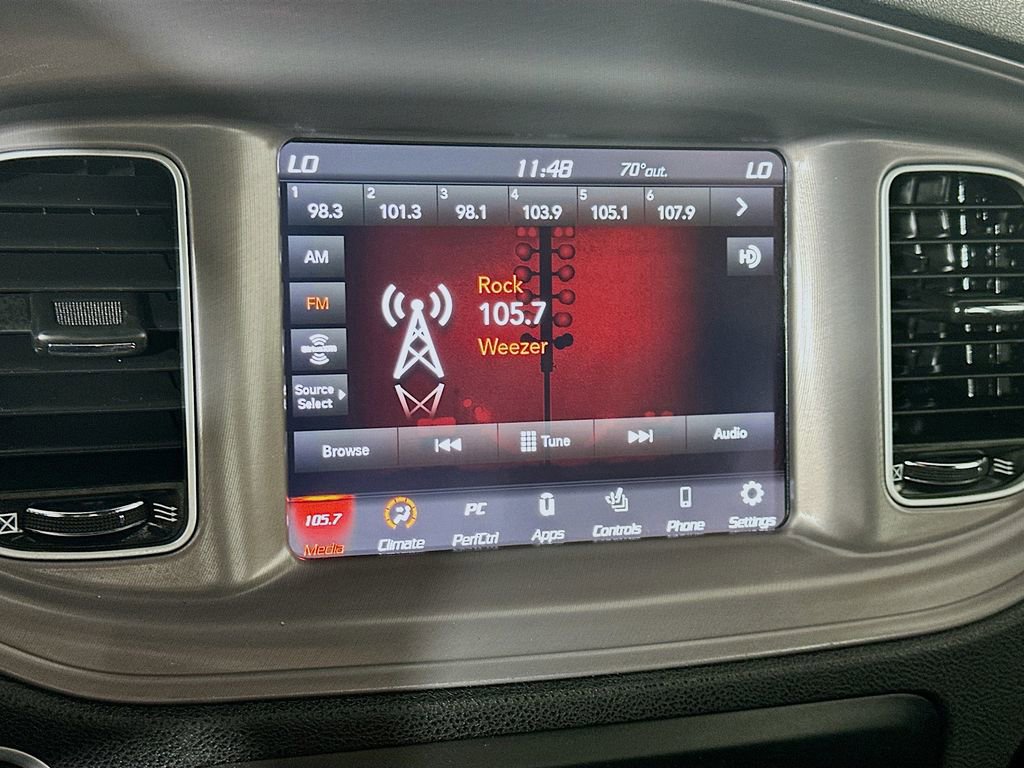 LO 11:48 70°out. LO
1 98.3 2 101.3 3 98.1 4 103.9 5 105.1 6 107.9
AM
HD
FM
Rock
105.7
Weezer
Source
Select
Browse Tune Audio
105.7 PC
Media Climate PerfCtrl Apps Controls Phone Settings